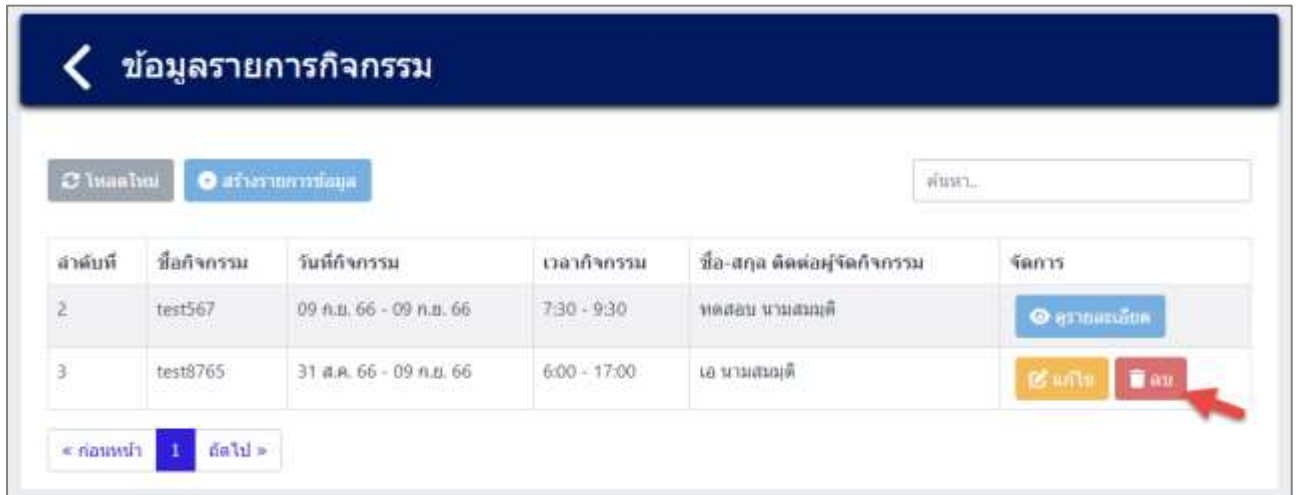 ข้อมูลรายการกิจกรรม
โหลดใหม่ สร้างรายการข้อมูล ค้นหา..
ลำดับที่ ชื่อกิจกรรม วันที่กิจกรรม เวลากิจกรรม ชื่อ-สกุล ติดต่อผู้จัดกิจกรรม จัดการ
2 test567 09 ก.ย. 66 - 09 ก.ย. 66 7:30 - 9:30 ทดสอบ นามสมมุติ ดูรายละเอียด
3 test8765 31 ส.ค. 66 - 09 ก.ย. 66 6:00 - 17:00 เอ นามสมมุติ แก้ไข ลบ
« ก่อนหน้า 1 ถัดไป »